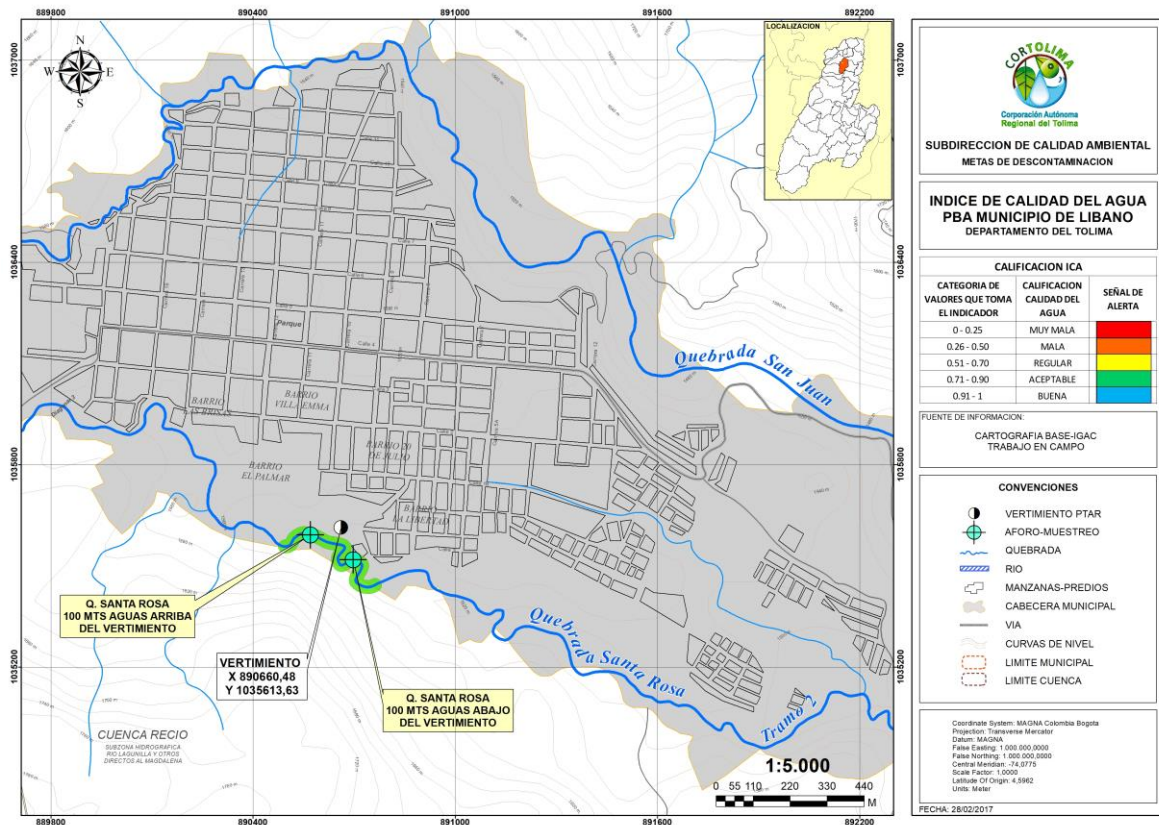 889800 890400 891000 891600 892200
1037000
1036400
1035800
1035200
N
W E
S
LOCALIZACION
Parque
Calle 4
BARRIO
LAS BRISAS
BARRIO
VILLA EMMA
BARRIO 20
DE JULIO
BARRIO
EL PALMAR
BARRIO
LA LIBERTAD
Quebrada San Juan
Quebrada Santa Rosa
Tramo 2
Q. SANTA ROSA
100 MTS AGUAS ARRIBA
DEL VERTIMIENTO
VERTIMIENTO
X 890660,48
Y 1035613,63
Q. SANTA ROSA
100 MTS AGUAS ABAJO
DEL VERTIMIENTO
CUENCA RECIO
SUBZONA HIDROGRAFICA
RIO LAGUNILLA Y OTROS
DIRECTOS AL MAGDALENA
1:5.000
0 55 110 220 330 440
M
CORTOLIMA
Corporación Autónoma
Regional del Tolima
SUBDIRECCION DE CALIDAD AMBIENTAL
METAS DE DESCONTAMINACION
INDICE DE CALIDAD DEL AGUA
PBA MUNICIPIO DE LIBANO
DEPARTAMENTO DEL TOLIMA
CALIFICACION ICA
CATEGORIA DE
VALORES QUE TOMA
EL INDICADOR
CALIFICACION
CALIDAD DEL
AGUA
SEÑAL DE
ALERTA
0 - 0.25 MUY MALA
0.26 - 0.50 MALA
0.51 - 0.70 REGULAR
0.71 - 0.90 ACEPTABLE
0.91 - 1 BUENA
FUENTE DE INFORMACION:
CARTOGRAFIA BASE-IGAC
TRABAJO EN CAMPO
CONVENCIONES
VERTIMIENTO PTAR
AFORO-MUESTREO
QUEBRADA
RIO
MANZANAS-PREDIOS
CABECERA MUNICIPAL
VIA
CURVAS DE NIVEL
LIMITE MUNICIPAL
LIMITE CUENCA
Coordinate System: MAGNA Colombia Bogota
Projection: Transverse Mercator
Datum: MAGNA
False Easting: 1.000.000,0000
False Northing: 1.000.000,0000
Central Meridian: -74,0775
Scale Factor: 1,0000
Latitude Of Origin: 4,5962
Units: Meter
FECHA: 28/02/2017